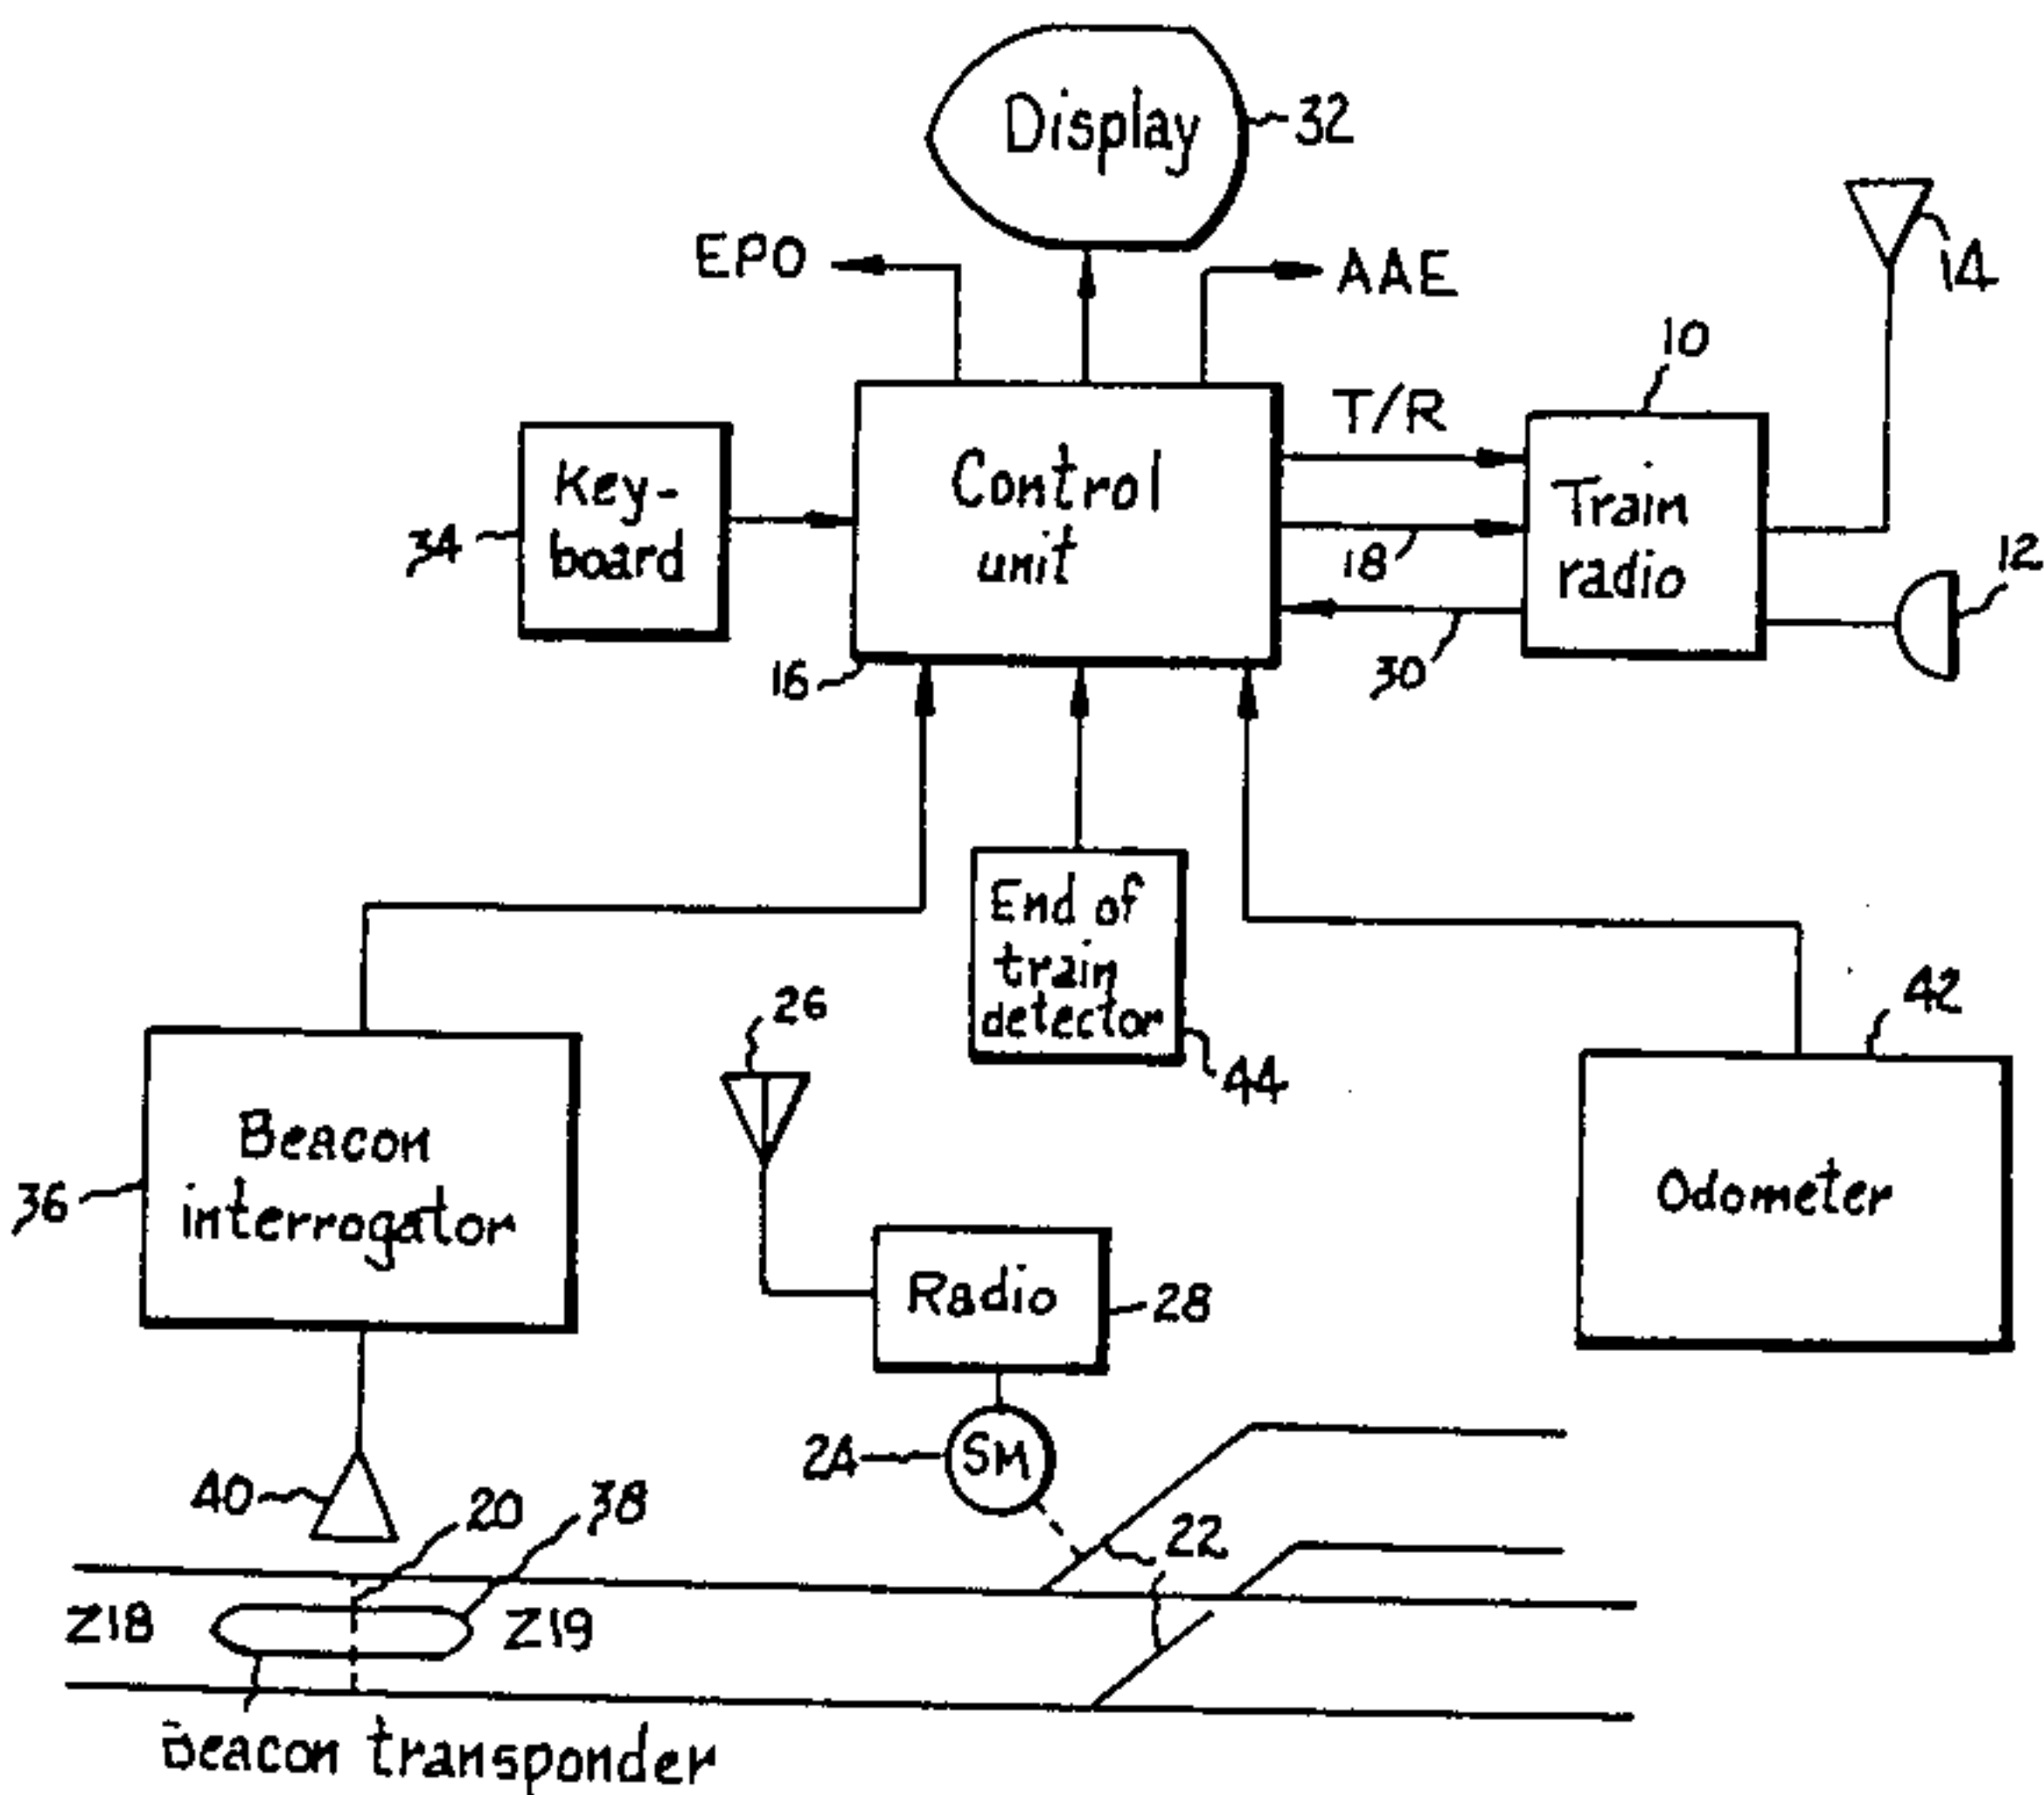 Display
32
EPO
AAE
14
10
T/R
Key-
board
34
Control
unit
Train
radio
18
12
16
30
End of
train
detector
26
44
42
Beacon
interrogator
36
Radio
28
Odometer
24
SM
40
20
38
22
Z18
Z19
Beacon transponder